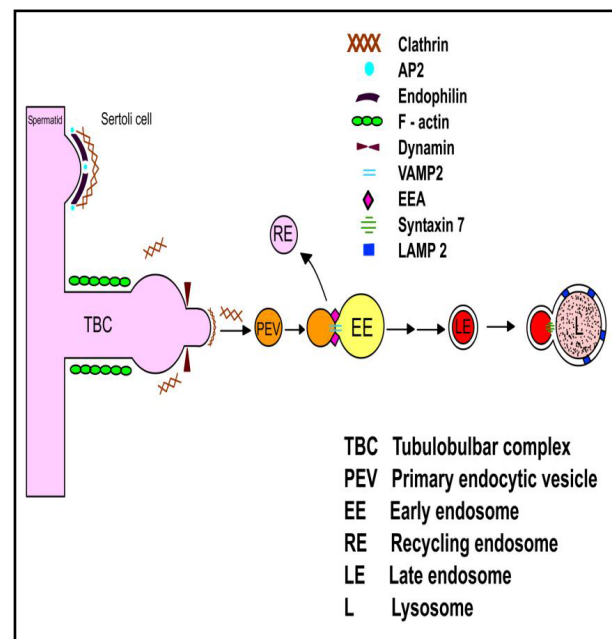 Clathrin
AP2
Endophilin
F - actin
Dynamin
VAMP2
EEA
Syntaxin 7
LAMP 2
Spermatid
Sertoli cell
RE
TBC
PEV
EE
LE
L
TBC Tubulobulbar complex
PEV Primary endocytic vesicle
EE Early endosome
RE Recycling endosome
LE Late endosome
L Lysosome